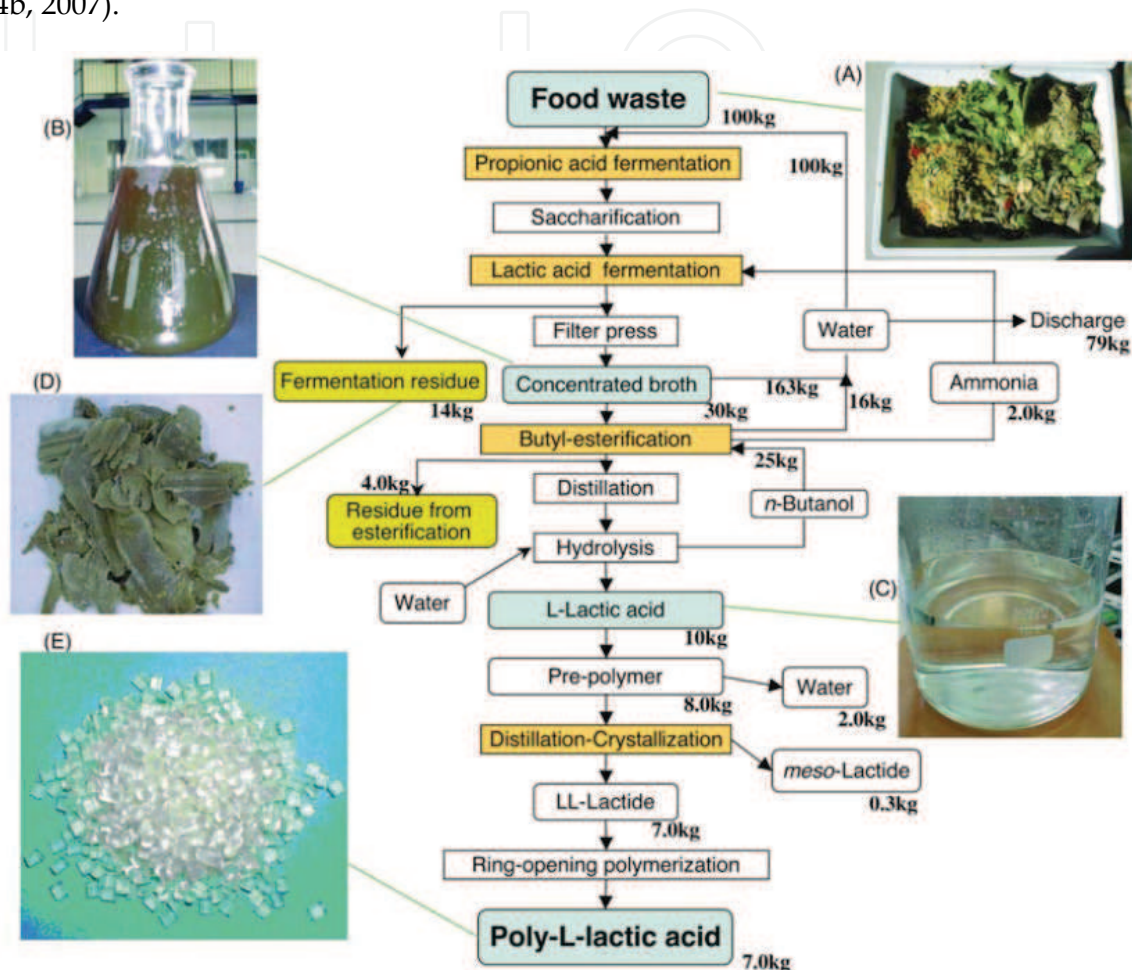 4b, 2007).
(A)
Food waste
100kg
(B)
Propionic acid fermentation
100kg
Saccharification
Lactic acid fermentation
Filter press
Water
Discharge
79kg
(D)
Fermentation residue
14kg
Concentrated broth
30kg
163kg
16kg
Ammonia
2.0kg
Butyl-esterification
25kg
4.0kg
Residue from
esterification
Distillation
n-Butanol
Hydrolysis
(C)
Water
L-Lactic acid
10kg
(E)
Pre-polymer
8.0kg
Water
2.0kg
Distillation-Crystallization
meso-Lactide
0.3kg
LL-Lactide
7.0kg
Ring-opening polymerization
Poly-L-lactic acid
7.0kg